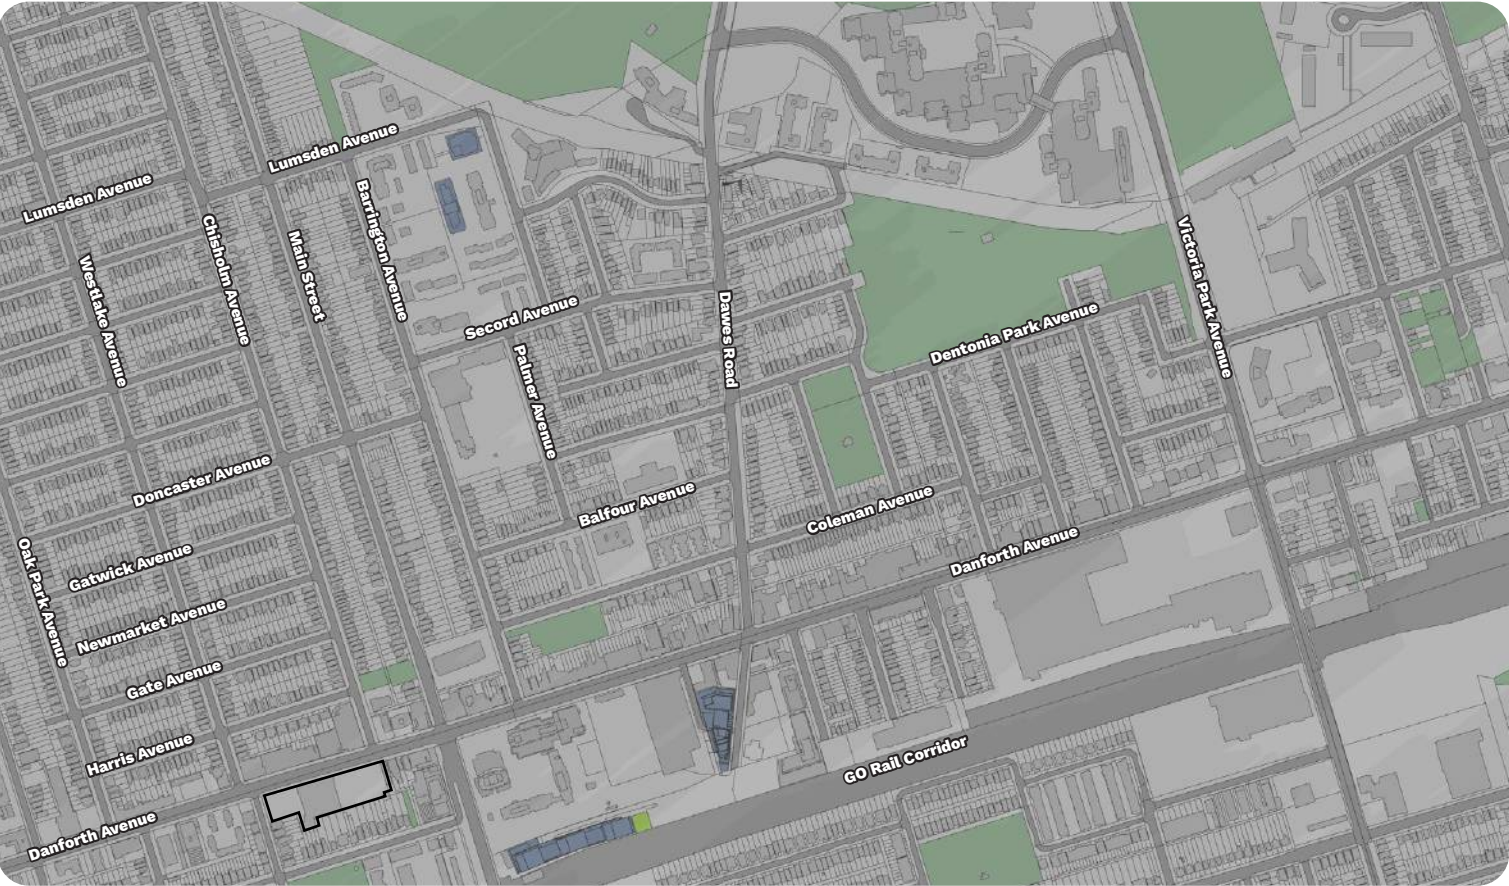 Lumsden Avenue
Lumsden Avenue
Barrington Avenue
Chisholm Avenue
Main Street
Westlake Avenue
Victoria Park Avenue
Secord Avenue
Dawes Road
Dentonia Park Avenue
Palmer Avenue
Doncaster Avenue
Balfour Avenue
Coleman Avenue
Danforth Avenue
Oak Park Avenue
Gatwick Avenue
Newmarket Avenue
Gate Avenue
Harris Avenue
GO Rail Corridor
Danforth Avenue